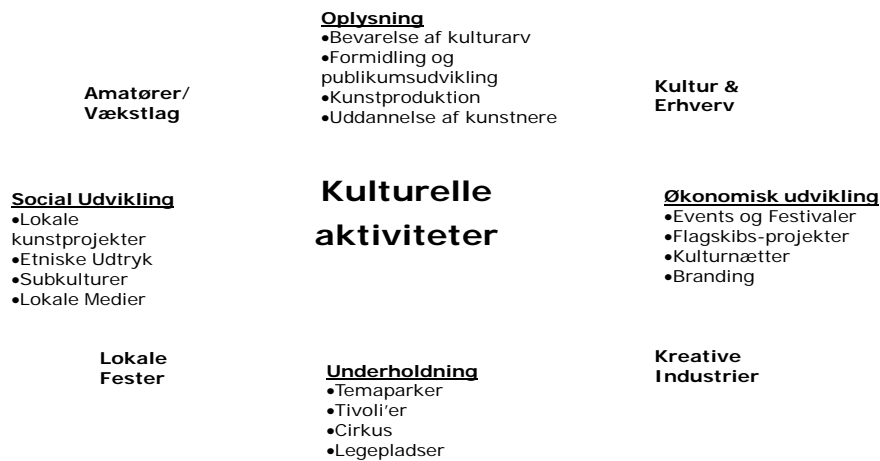 Oplysning
•Bevarelse af kulturarv
•Formidling og
publikumsudvikling
•Kunstproduktion
•Uddannelse af kunstnere
Amatører/
Vækstlag
Kultur &
Erhverv
Social Udvikling
•Lokale
kunstprojekter
•Etniske Udtryk
•Subkulturer
•Lokale Medier
Kulturelle
aktiviteter
Økonomisk udvikling
•Events og Festivaler
•Flagskibs-projekter
•Kulturnætter
•Branding
Lokale
Fester
Underholdning
•Temaparker
•Tivoli’er
•Cirkus
•Legepladser
Kreative
Industrier